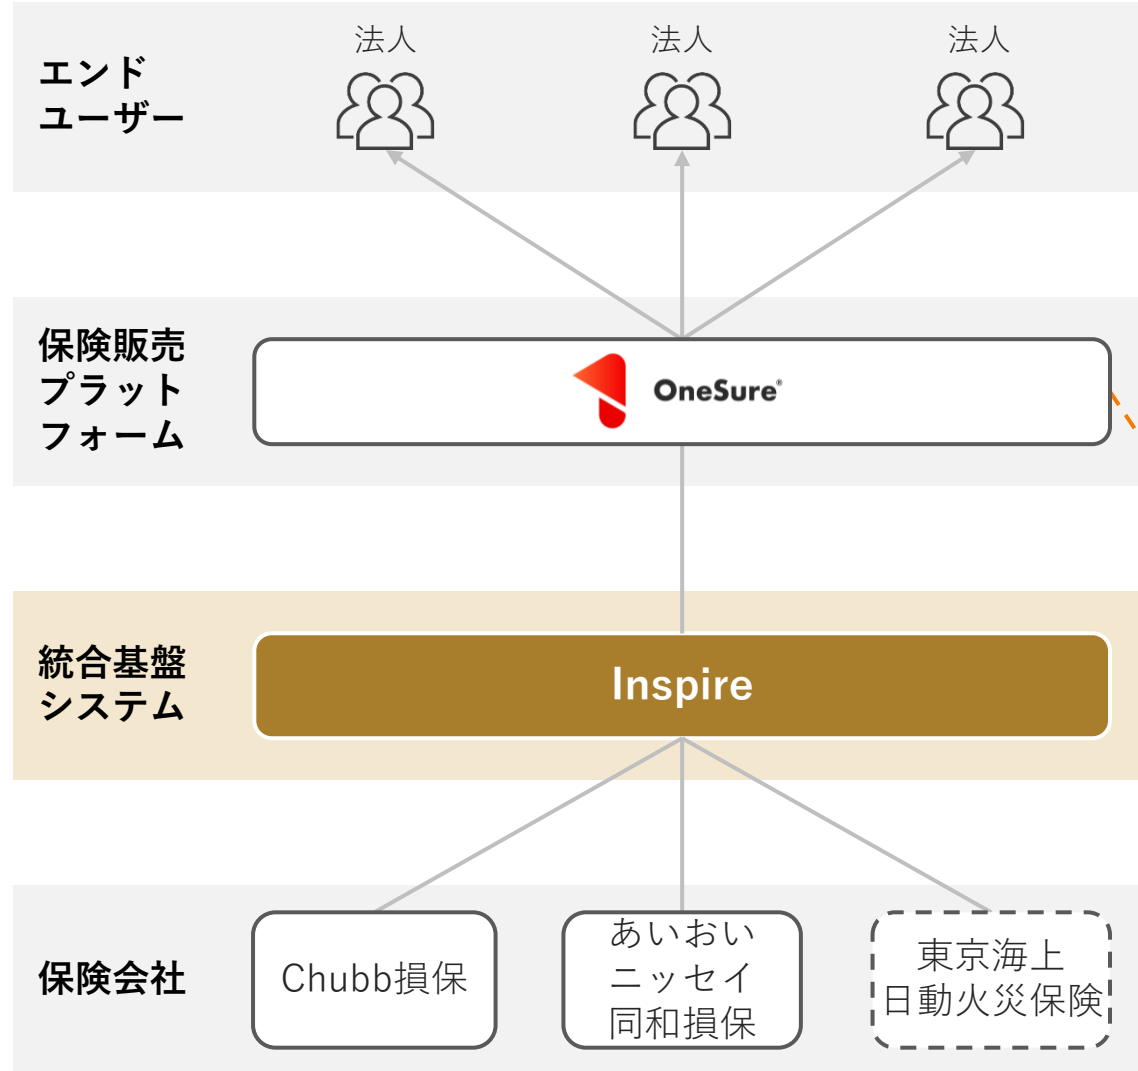 エンド
ユーザー
法人
法人
法人
保険販売
プラット
フォーム
OneSure®
統合基盤
システム
Inspire
保険会社
Chubb損保
あいおい
ニッセイ
同和損保
東京海上
日動火災保険